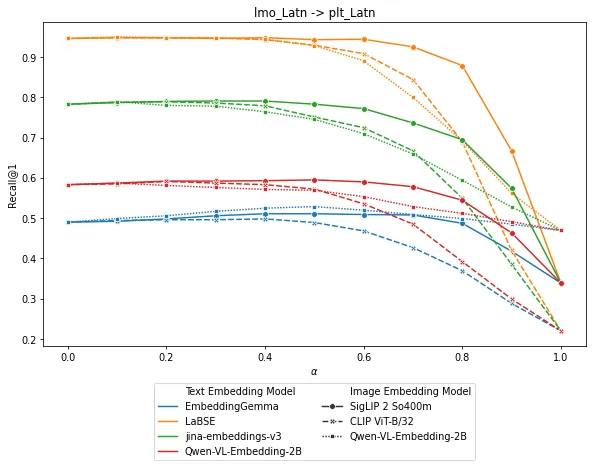 lmo_Latn -> plt_Latn
Recall@1
0.9
0.8
0.7
0.6
0.5
0.4
0.3
0.2
0.0 0.2 0.4 0.6 0.8 1.0
α
Text Embedding Model Image Embedding Model
EmbeddingGemma SigLIP 2 So400m
LaBSE CLIP ViT-B/32
jina-embeddings-v3 Qwen-VL-Embedding-2B
Qwen-VL-Embedding-2B